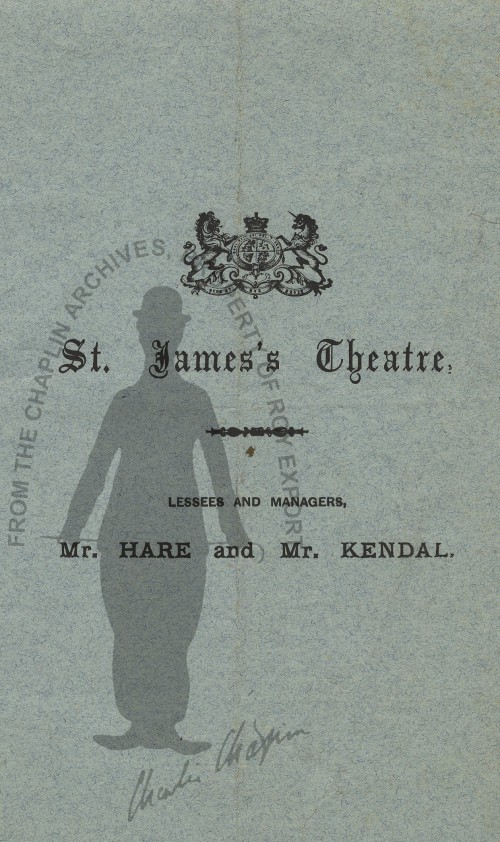 St. James's Theatre,
LESSEES AND MANAGERS,
Mr. HARE and Mr. KENDAL.
FROM THE CHAPLIN ARCHIVES, PROPERTY OF ROY EXPORT
Charlie Chaplin